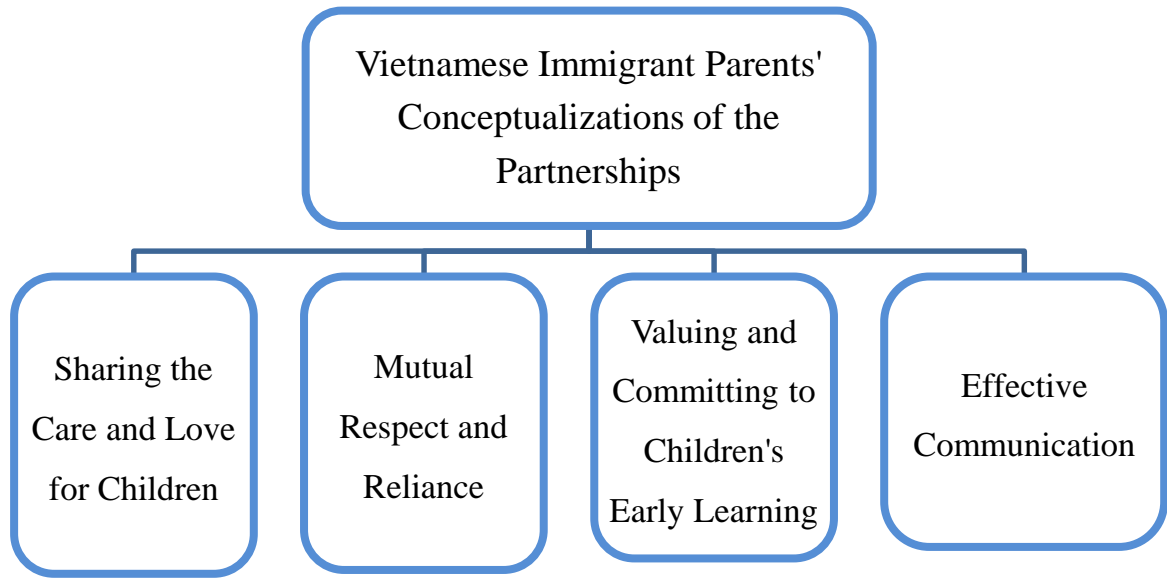 Vietnamese Immigrant Parents'
Conceptualizations of the
Partnerships
Sharing the
Care and Love
for Children
Mutual
Respect and
Reliance
Valuing and
Committing to
Children's
Early Learning
Effective
Communication